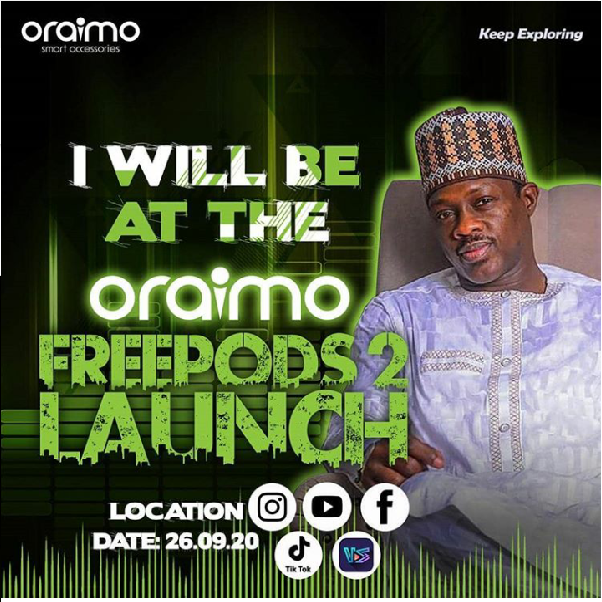 oraimo
smart accessories
Keep Exploring
I WILL BE
AT THE
oraimo
FREEPODS 2
LAUNCH
LOCATION
DATE: 26.09.20
Tik Tok